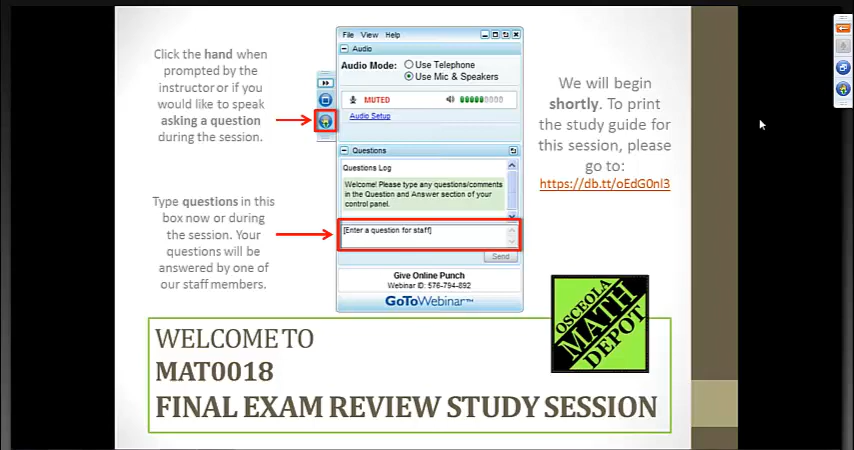 Click the hand when
prompted by the
instructor or if you
would like to speak
asking a question
during the session.
Type questions in this
box now or during
the session. Your
questions will be
answered by one of
our staff members.
File View Help
Audio
Audio Mode: Use Telephone
Use Mic & Speakers
MUTED
Audio Setup
Questions
Questions Log
Welcome! Please type any questions/comments
in the Question and Answer section of your
control panel.
[Enter a question for staff]
Send
Give Online Punch
Webinar ID: 576-794-892
GoToWebinar™
We will begin
shortly. To print
the study guide for
this session, please
go to:
https://db.tt/oEdG0nI3
OSCEOLA
MATH
DEPOT
WELCOME TO
MAT0018
FINAL EXAM REVIEW STUDY SESSION